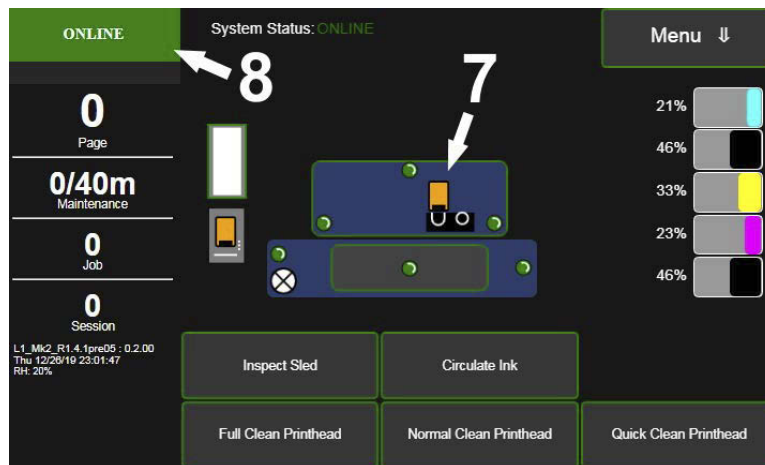 ONLINE
System Status: ONLINE
Menu ⇓
8
7
0
Page
0/40m
Maintenance
0
Job
0
Session
L1_Mk2_R1.4.1pre05 : 0.2.00
Thu 12/26/19 23:01:47
RH: 20%
21%
46%
33%
23%
46%
Inspect Sled
Circulate Ink
Full Clean Printhead
Normal Clean Printhead
Quick Clean Printhead